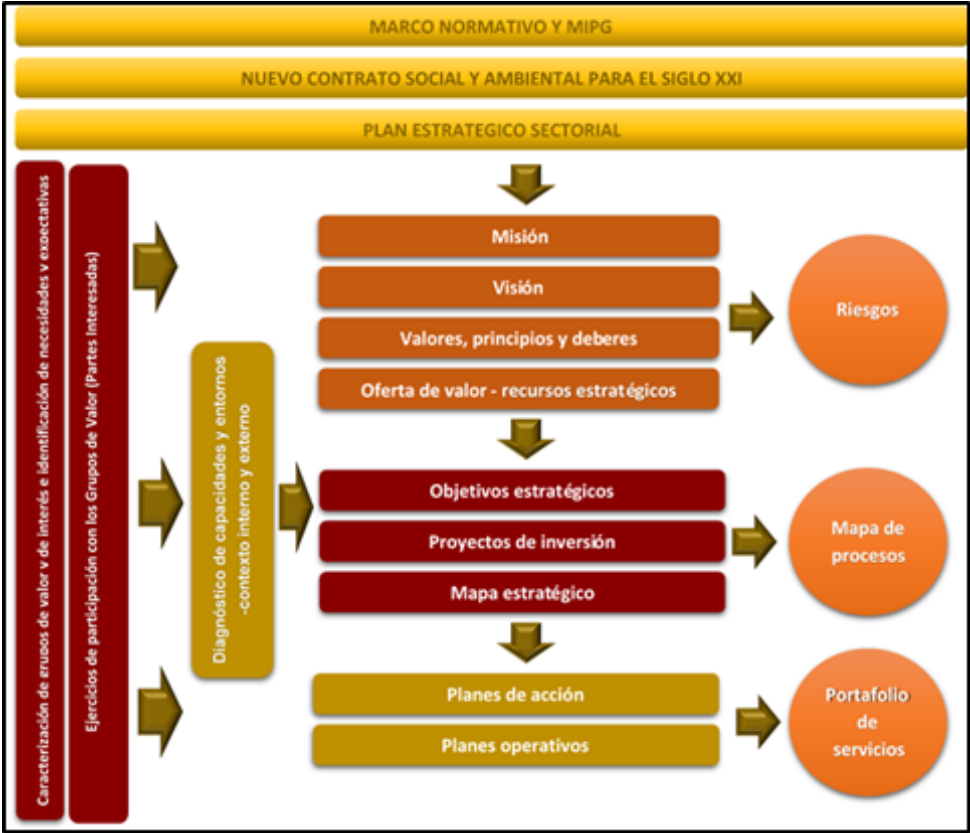 MARCO NORMATIVO Y MIPG
NUEVO CONTRATO SOCIAL Y AMBIENTAL PARA EL SIGLO XXI
PLAN ESTRATEGICO SECTORIAL
Caracterización de grupos de valor y de interés e identificación de necesidades y expectativas
Ejercicios de participación con los Grupos de Valor (Partes Interesadas)
Diagnóstico de capacidades y entornos
-contexto interno y externo
Misión
Visión
Valores, principios y deberes
Oferta de valor - recursos estratégicos
Riesgos
Objetivos estratégicos
Proyectos de inversión
Mapa estratégico
Mapa de
procesos
Planes de acción
Planes operativos
Portafolio
de
servicios